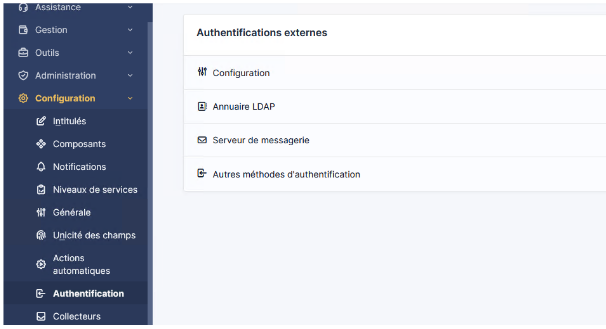 Assistance
Gestion
Outils
Administration
Configuration
Intitulés
Composants
Notifications
Niveaux de services
Générale
Unicité des champs
Actions
automatiques
Authentification
Collecteurs
Authentifications externes
Configuration
Annuaire LDAP
Serveur de messagerie
Autres méthodes d'authentification